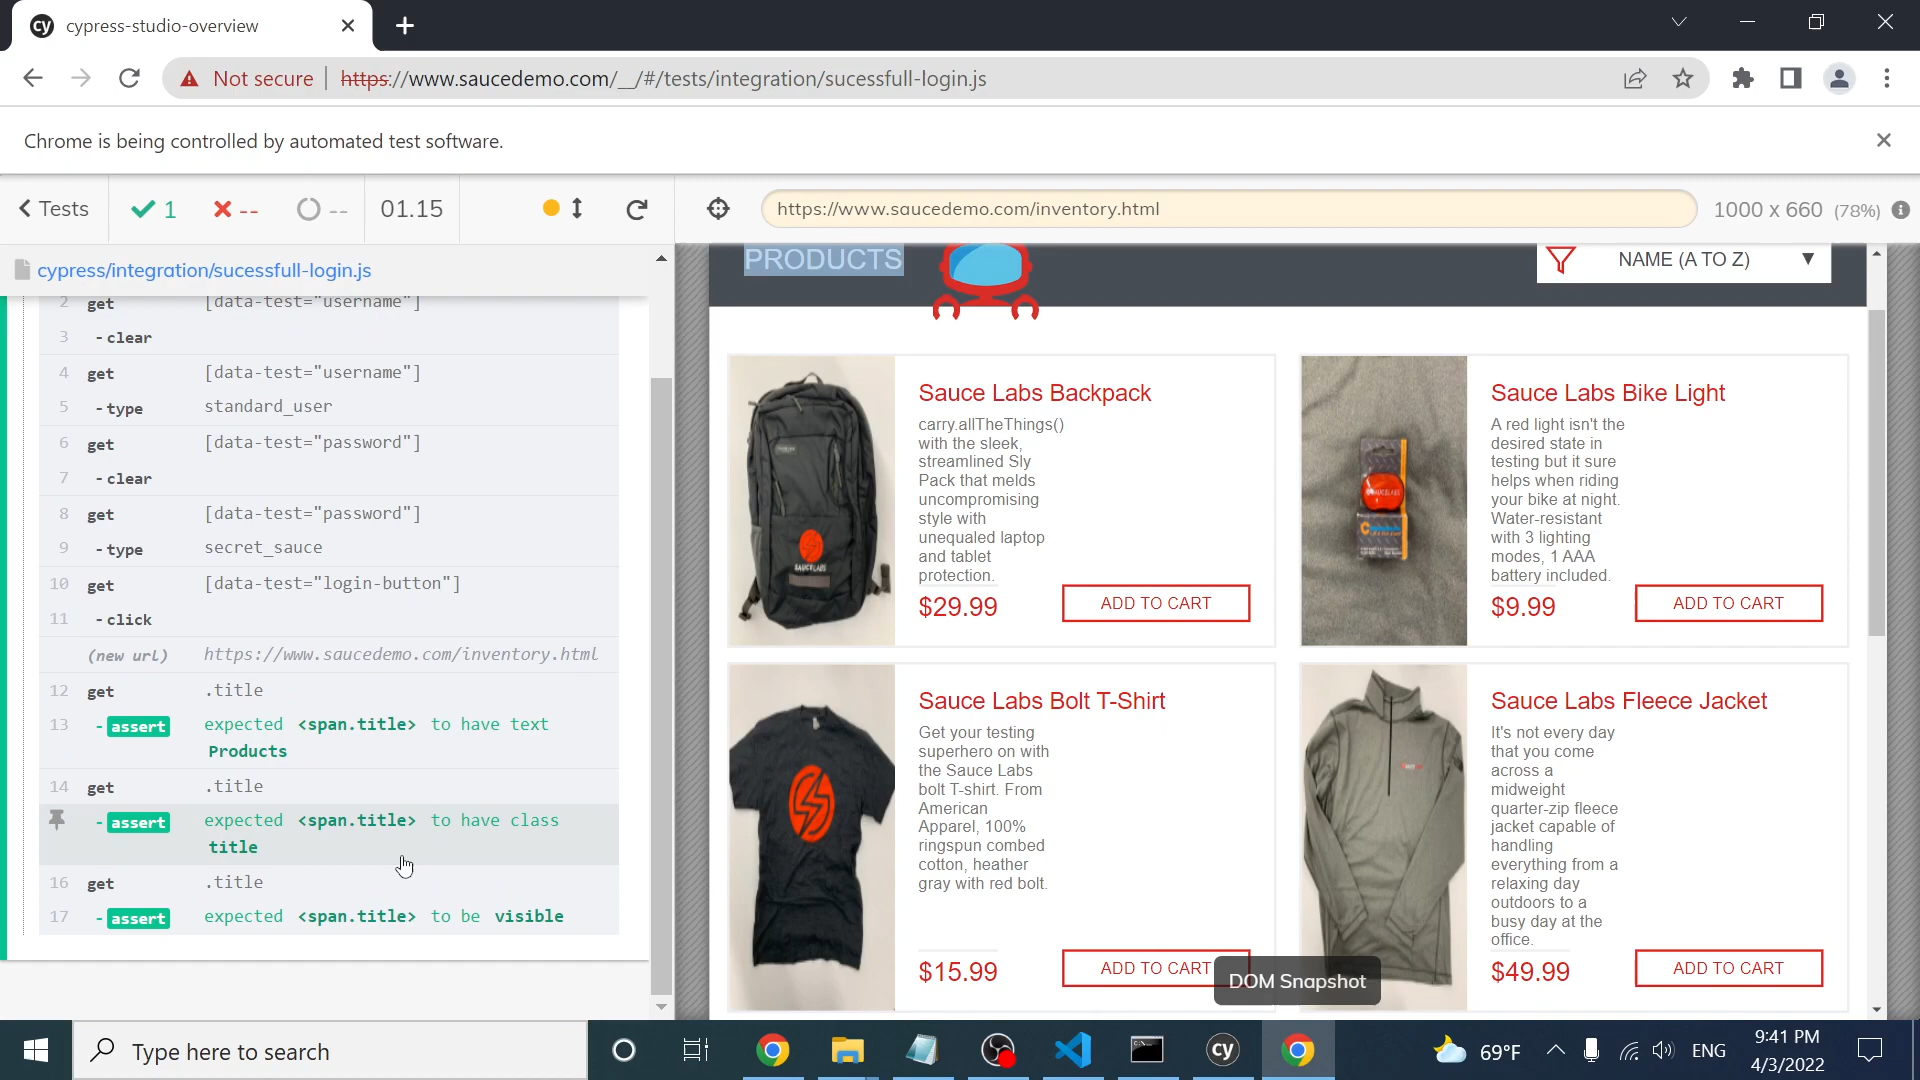 cy cypress-studio-overview
Not secure https://www.saucedemo.com/__/#/tests/integration/sucessfull-login.js
Chrome is being controlled by automated test software.
Tests 1 -- -- 01.15
https://www.saucedemo.com/inventory.html 1000 x 660 (78%)
cypress/integration/sucessfull-login.js
2 get [data-test="username"]
3 -clear
4 get [data-test="username"]
5 -type standard_user
6 get [data-test="password"]
7 -clear
8 get [data-test="password"]
9 -type secret_sauce
10 get [data-test="login-button"]
11 -click
(new url) https://www.saucedemo.com/inventory.html
12 get .title
13 -assert expected <span.title> to have text
Products
14 get .title
-assert expected <span.title> to have class
title
16 get .title
17 -assert expected <span.title> to be visible
PRODUCTS
NAME (A TO Z)
Sauce Labs Backpack
carry.allTheThings()
with the sleek,
streamlined Sly
Pack that melds
uncompromising
style with
unequaled laptop
and tablet
protection.
$29.99
ADD TO CART
SAUCELABS
Sauce Labs Bike Light
A red light isn't the
desired state in
testing but it sure
helps when riding
your bike at night.
Water-resistant
with 3 lighting
modes, 1 AAA
battery included.
$9.99
ADD TO CART
Sauce Labs Bolt T-Shirt
Get your testing
superhero on with
the Sauce Labs
bolt T-shirt. From
American
Apparel, 100%
ringspun combed
cotton, heather
gray with red bolt.
$15.99
ADD TO CART
Sauce Labs Fleece Jacket
It's not every day
that you come
across a
midweight
quarter-zip fleece
jacket capable of
handling
everything from a
relaxing day
outdoors to a
busy day at the
office.
$49.99
ADD TO CART
DOM Snapshot
Type here to search
cy
69°F
ENG
9:41 PM
4/3/2022